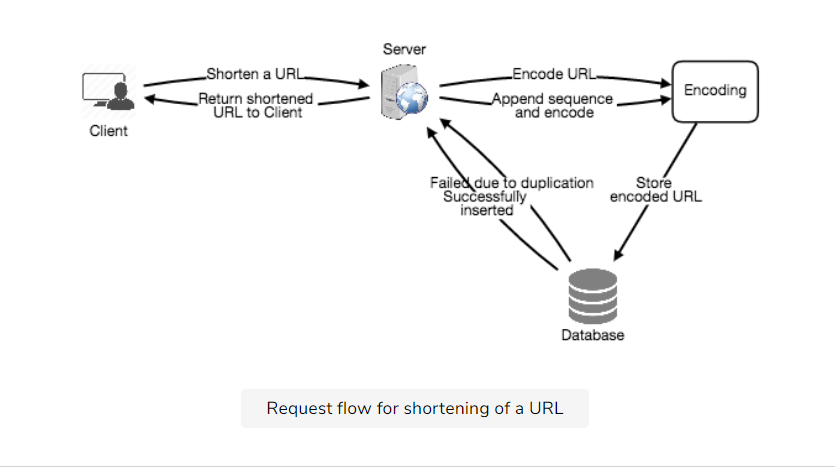 Server
Shorten a URL
Return shortened
URL to Client
Client
Encode URL
Append sequence
and encode
Encoding
Failed due to duplication
Successfully
inserted
Store
encoded URL
Database
Request flow for shortening of a URL